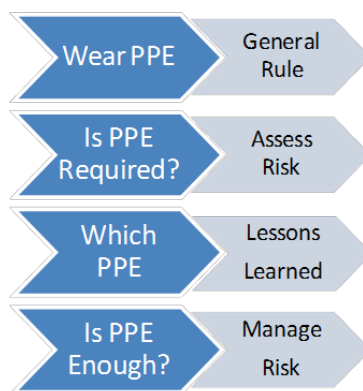 Wear PPE
General
Rule
Is PPE
Required?
Assess
Risk
Which
PPE
Lessons
Learned
Is PPE
Enough?
Manage
Risk